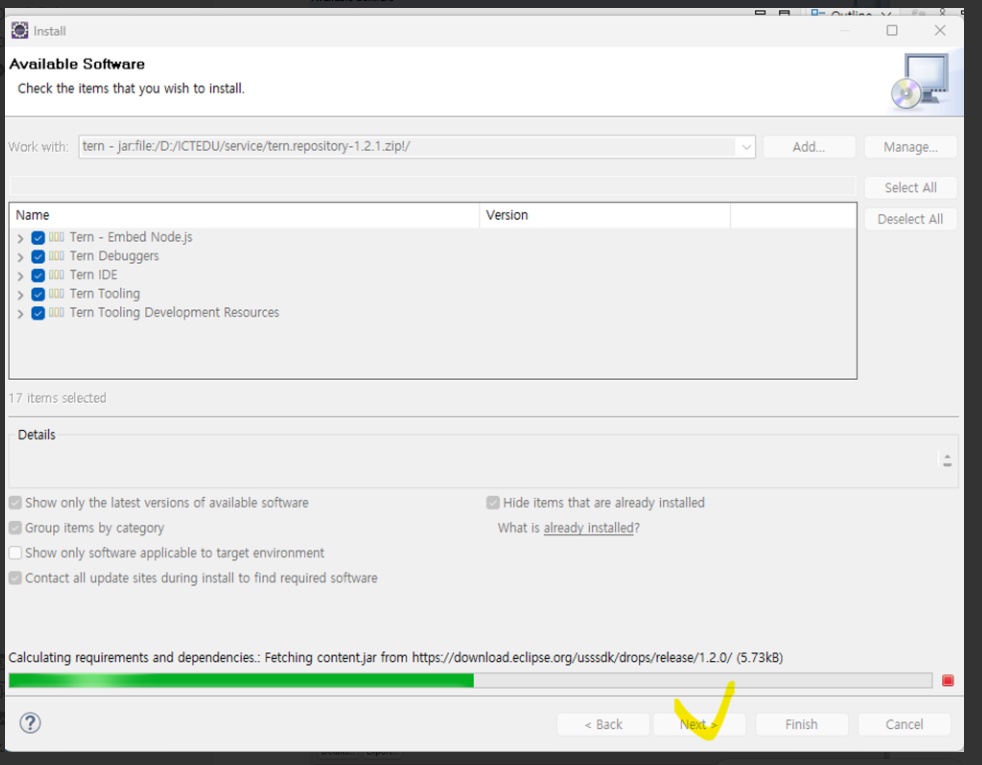 Outline
Install
Available Software
Check the items that you wish to install.
Work with: tern - jar:file:/D:/ICTEDU/service/tern.repository-1.2.1.zip!/ Add... Manage...
Select All
Name Version
Deselect All
Tern - Embed Node.js
Tern Debuggers
Tern IDE
Tern Tooling
Tern Tooling Development Resources
17 items selected
Details
Show only the latest versions of available software Hide items that are already installed
Group items by category What is already installed?
Show only software applicable to target environment
Contact all update sites during install to find required software
Calculating requirements and dependencies.: Fetching content.jar from https://download.eclipse.org/usssdk/drops/release/1.2.0/ (5.73kB)
? < Back Next > Finish Cancel